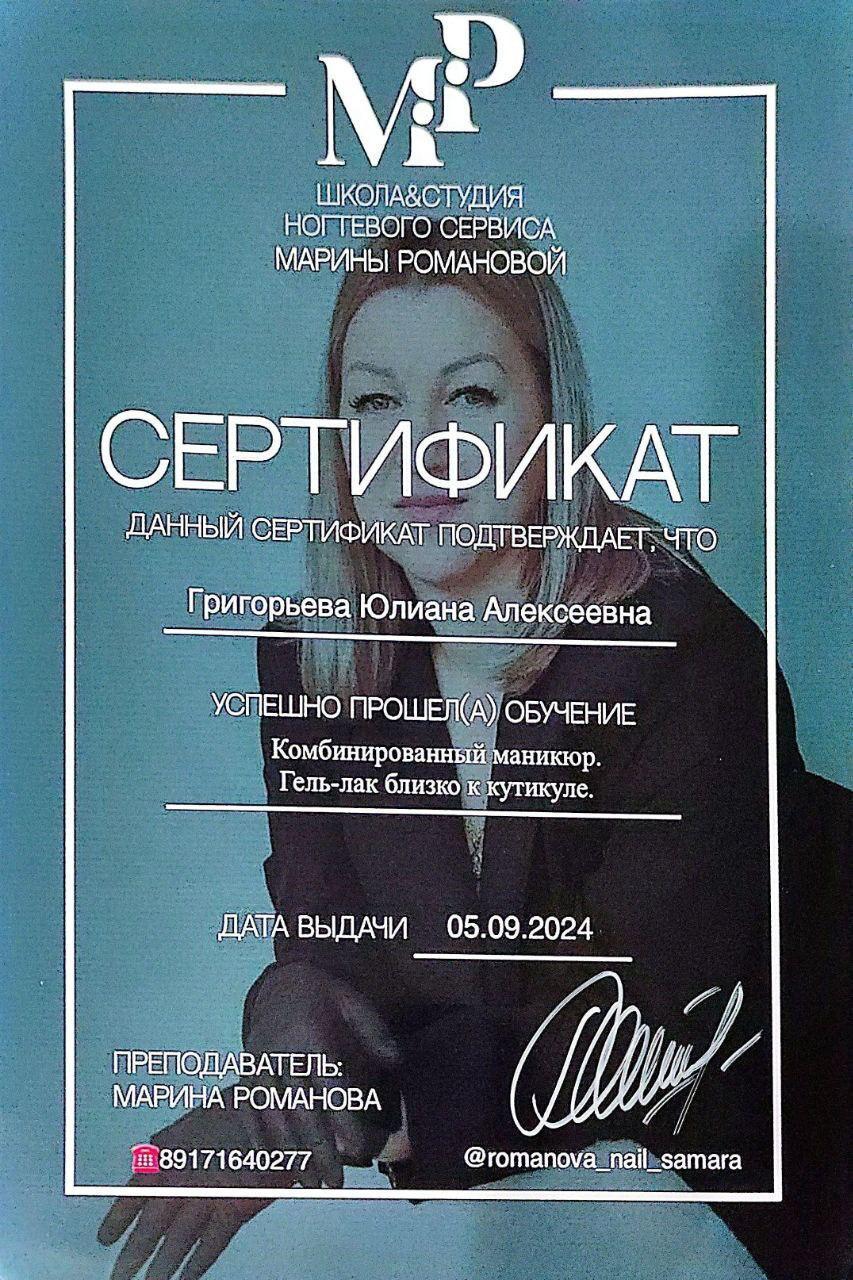 МР
ШКОЛА&СТУДИЯ
НОГТЕВОГО СЕРВИСА
МАРИНЫ РОМАНОВОЙ
СЕРТИФИКАТ
ДАННЫЙ СЕРТИФИКАТ ПОДТВЕРЖДАЕТ, ЧТО
Григорьева Юлиана Алексеевна
УСПЕШНО ПРОШЕЛ(А) ОБУЧЕНИЕ
Комбинированный маникюр.
Гель-лак близко к кутикуле.
ДАТА ВЫДАЧИ 05.09.2024
ПРЕПОДАВАТЕЛЬ:
МАРИНА РОМАНОВА
☎89171640277
@romanova_nail_samara